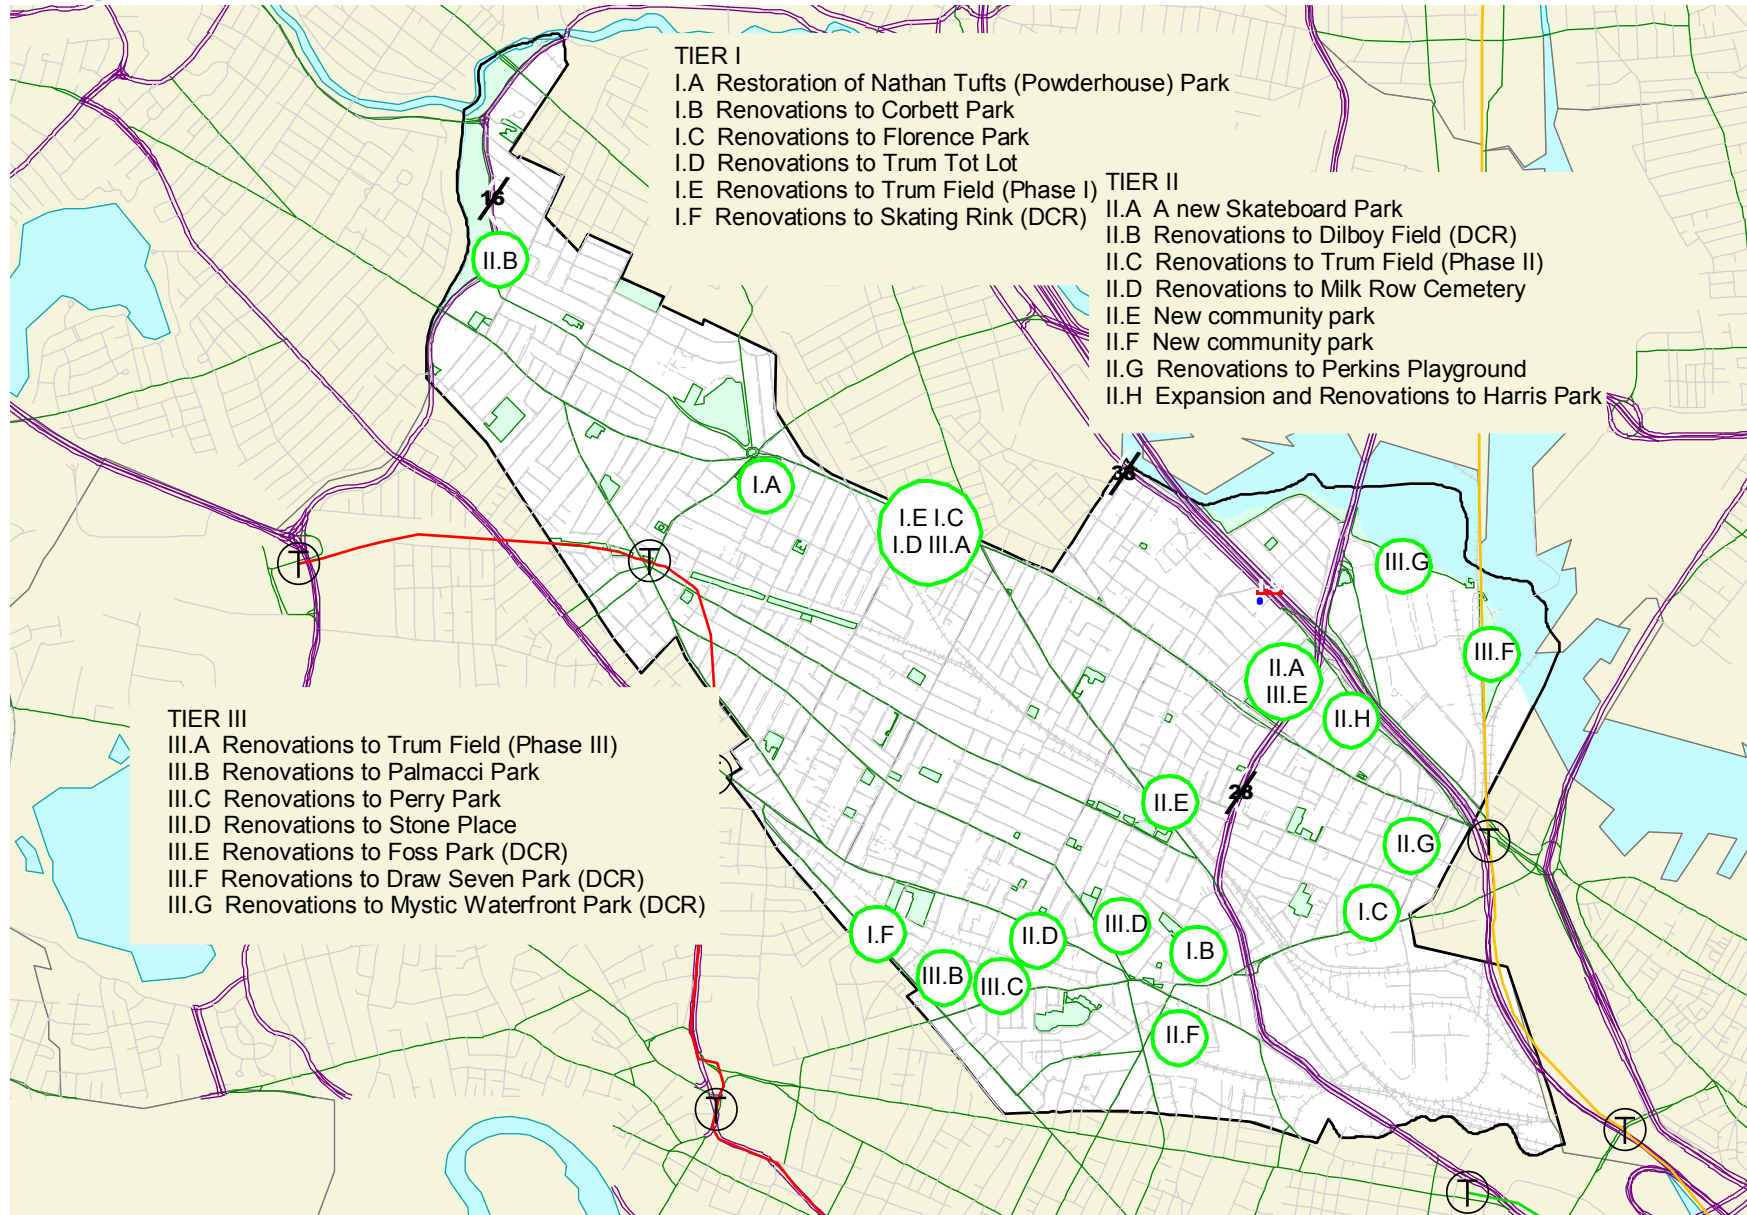 TIER I
I.A Restoration of Nathan Tufts (Powderhouse) Park
I.B Renovations to Corbett Park
I.C Renovations to Florence Park
I.D Renovations to Trum Tot Lot
I.E Renovations to Trum Field (Phase I)
I.F Renovations to Skating Rink (DCR)
TIER II
II.A A new Skateboard Park
II.B Renovations to Dilboy Field (DCR)
II.C Renovations to Trum Field (Phase II)
II.D Renovations to Milk Row Cemetery
II.E New community park
II.F New community park
II.G Renovations to Perkins Playground
II.H Expansion and Renovations to Harris Park
16
II.B
I.A
I.E I.C
I.D III.A
38
III.G
III.F
II.A
III.E
II.H
T
T
TIER III
III.A Renovations to Trum Field (Phase III)
III.B Renovations to Palmacci Park
III.C Renovations to Perry Park
III.D Renovations to Stone Place
III.E Renovations to Foss Park (DCR)
III.F Renovations to Draw Seven Park (DCR)
III.G Renovations to Mystic Waterfront Park (DCR)
28
II.E
II.G
T
I.C
I.F
II.D
III.D
I.B
III.B
III.C
II.F
T
T
T